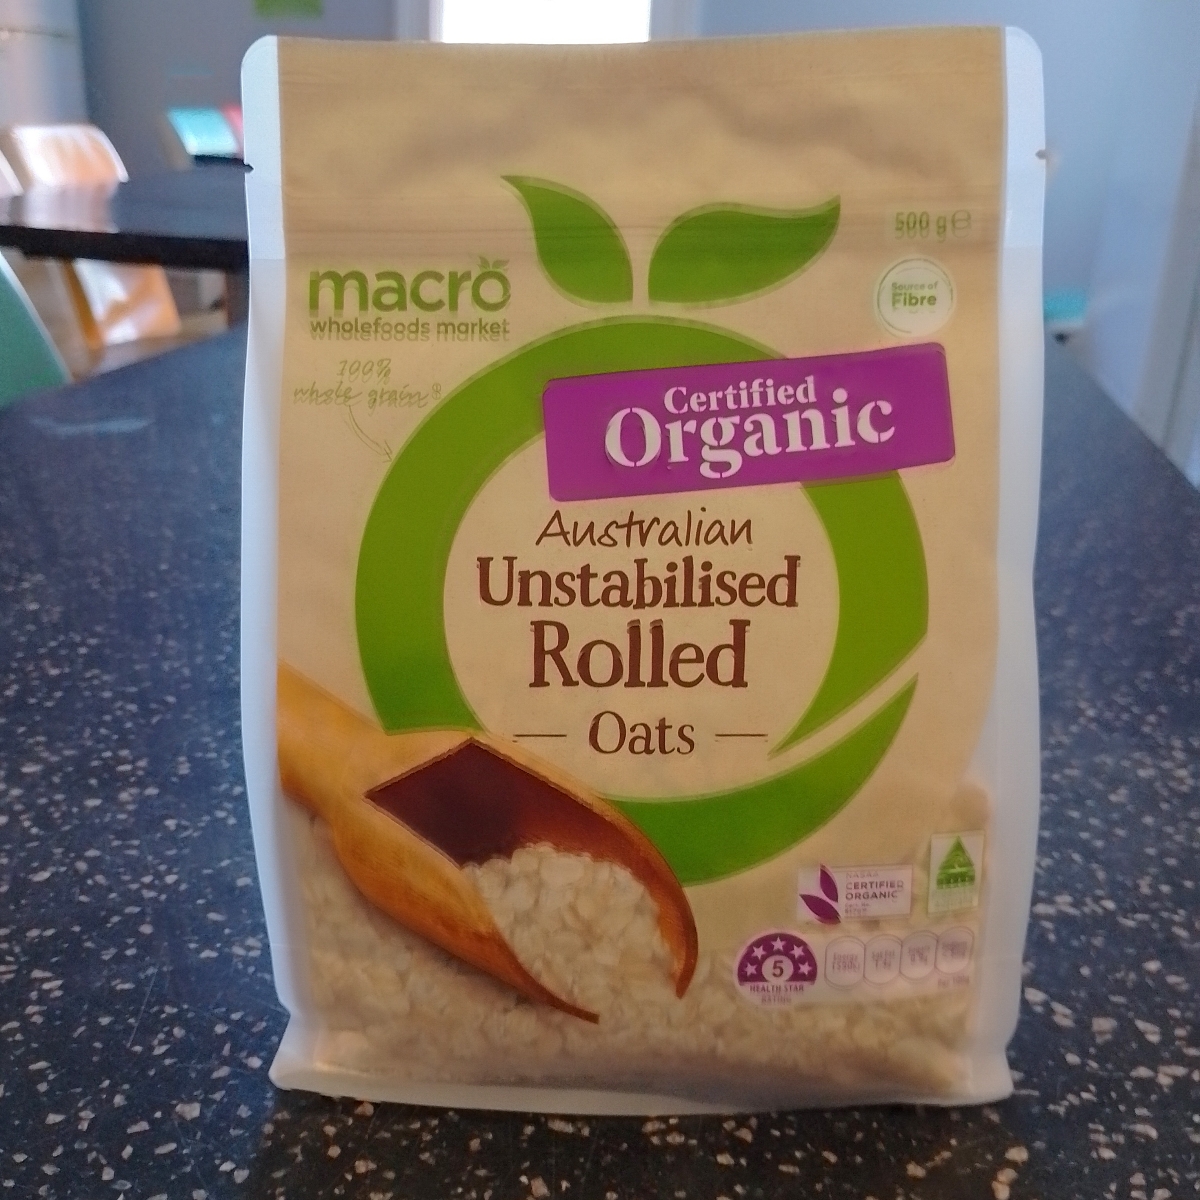 500 g ℮
macro
wholefoods market
Source of
Fibre
100%
whole grain
Certified
Organic
Australian
Unstabilised
Rolled
Oats
NASAA
CERTIFIED
ORGANIC
5
HEALTH STAR
RATING